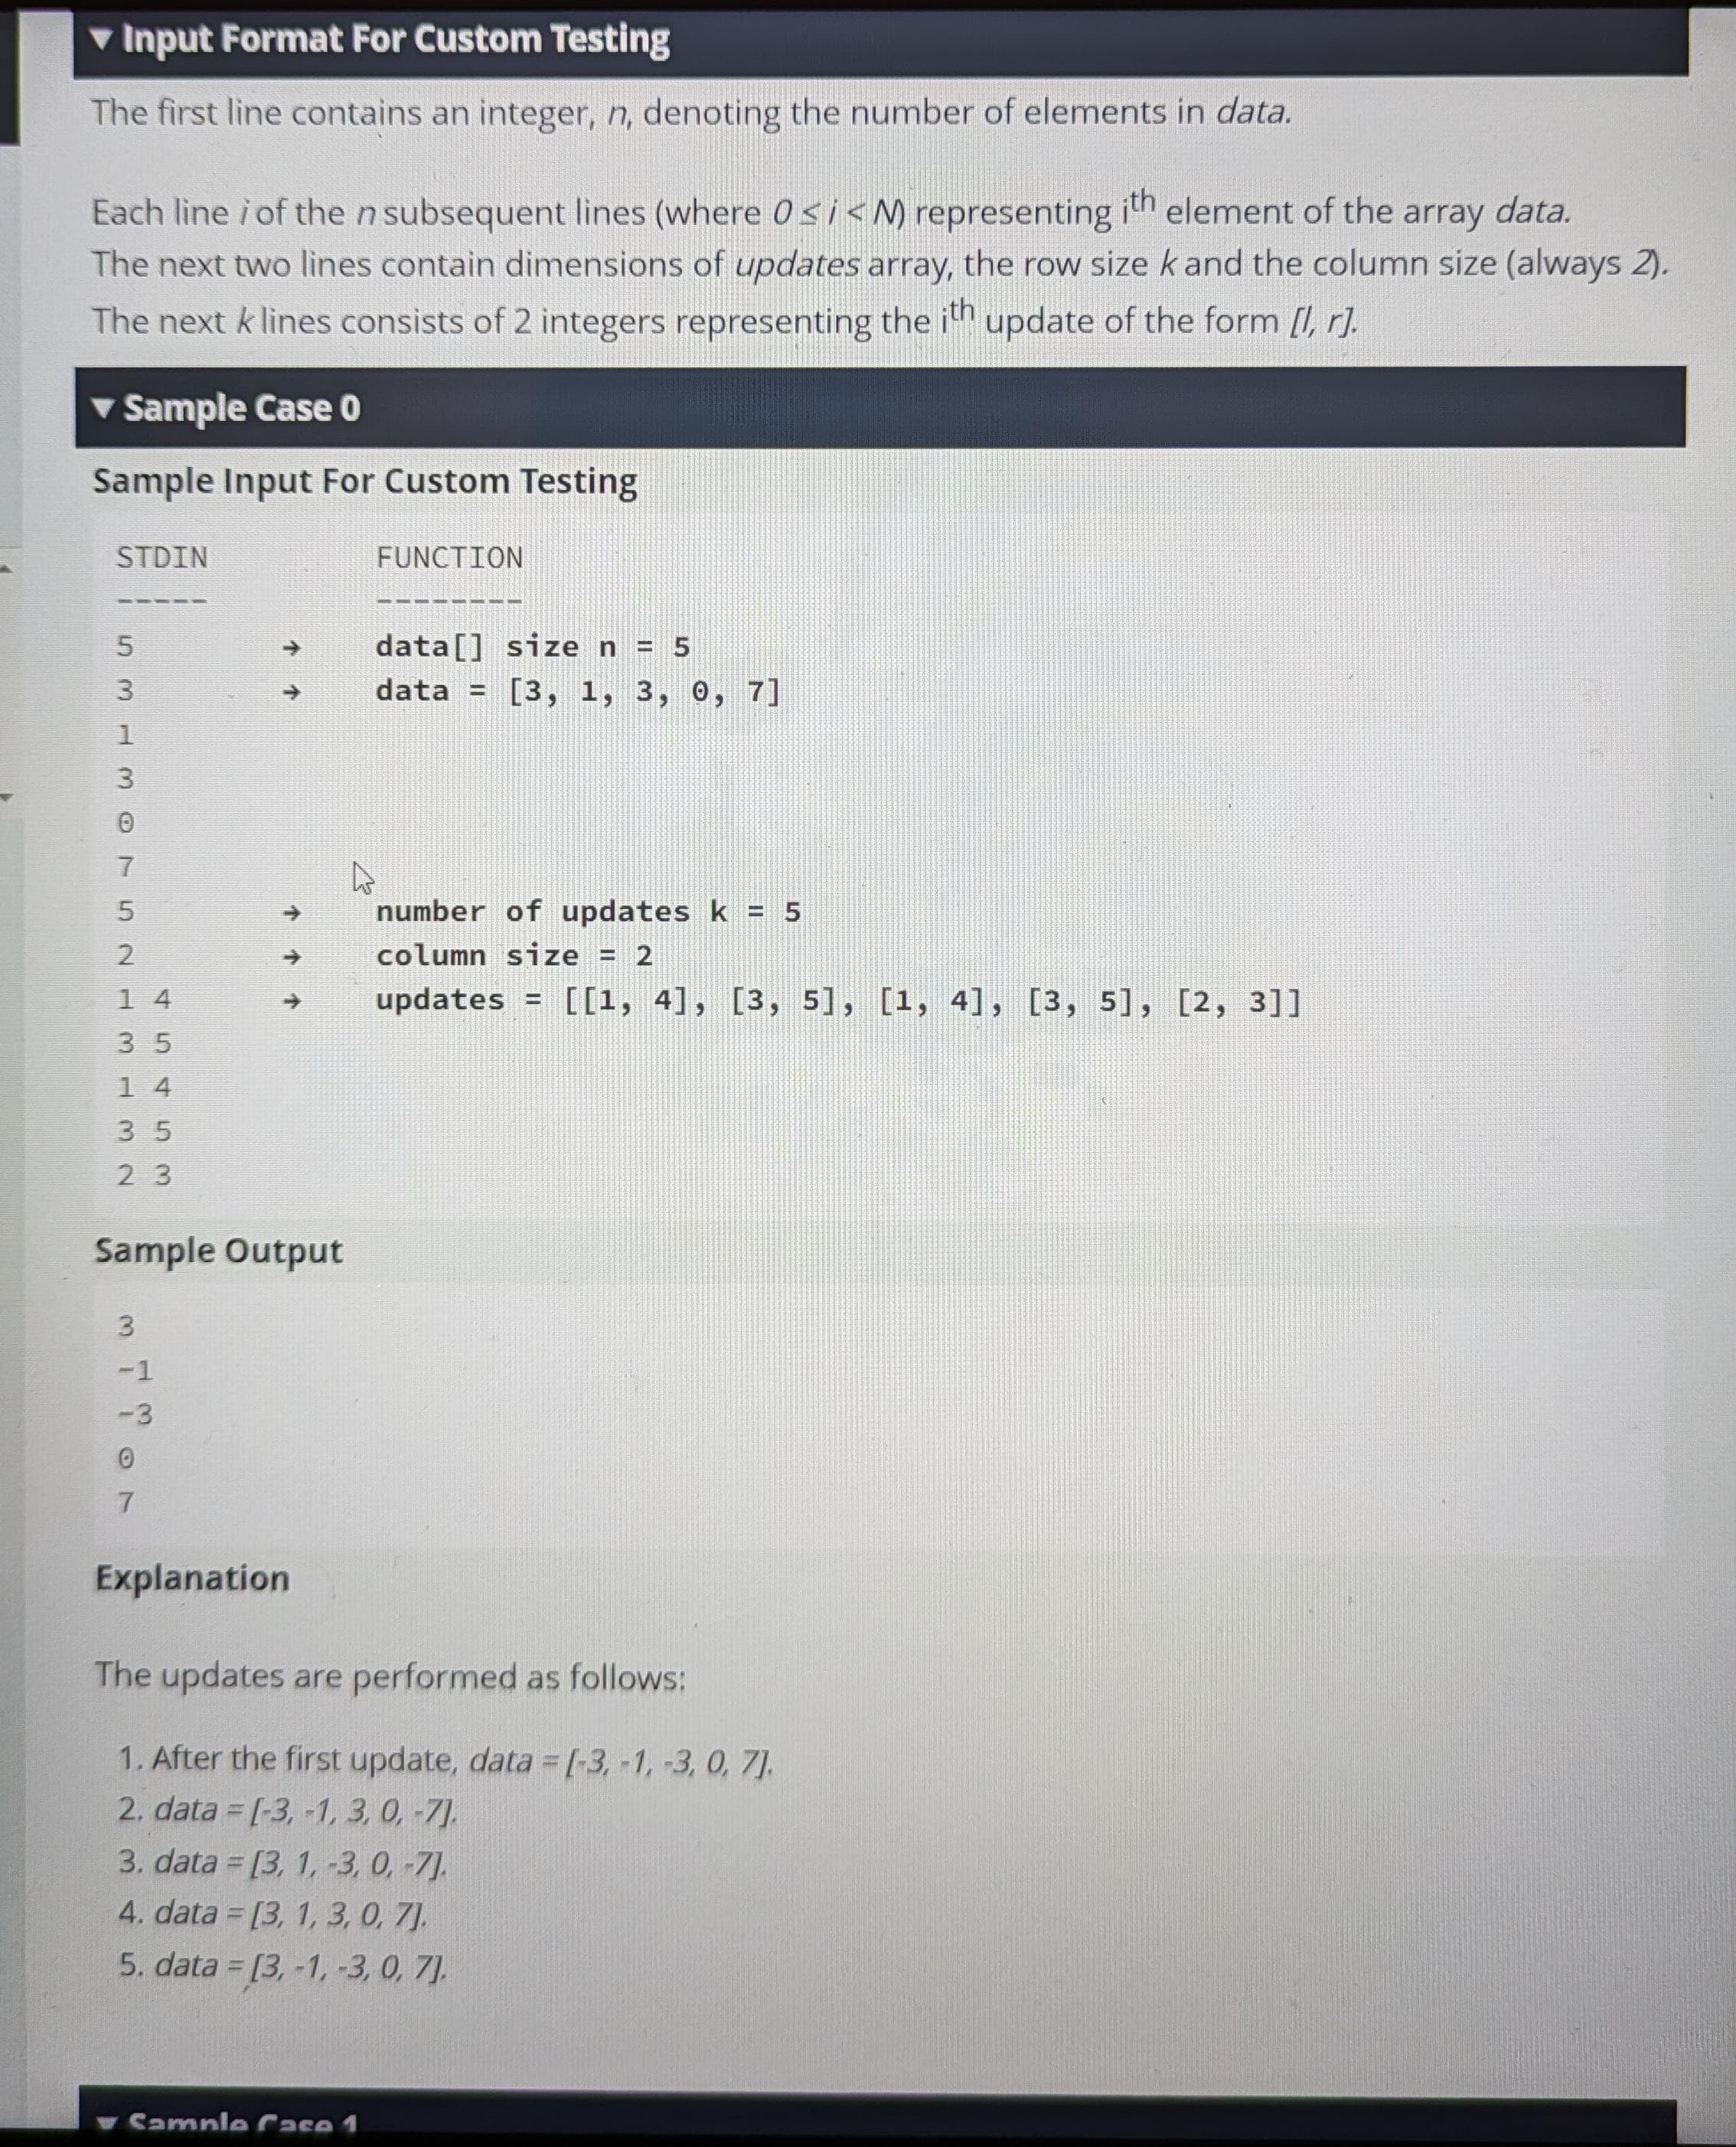 ▼ Input Format For Custom Testing
The first line contains an integer, n, denoting the number of elements in data.
Each line i of the n subsequent lines (where 0 ≤ i < N) representing ith element of the array data.
The next two lines contain dimensions of updates array, the row size k and the column size (always 2).
The next k lines consists of 2 integers representing the ith update of the form [l, r].
▼ Sample Case 0
Sample Input For Custom Testing
STDIN FUNCTION
----- --------
5 → data[] size n = 5
3 → data = [3, 1, 3, 0, 7]
1
3
0
7
5 → number of updates k = 5
2 → column size = 2
1 4 → updates = [[1, 4], [3, 5], [1, 4], [3, 5], [2, 3]]
3 5
1 4
3 5
2 3
Sample Output
3
-1
-3
0
7
Explanation
The updates are performed as follows:
1. After the first update, data = [-3, -1, -3, 0, 7].
2. data = [-3, -1, 3, 0, -7].
3. data = [3, 1, -3, 0, -7].
4. data = [3, 1, 3, 0, 7].
5. data = [3, -1, -3, 0, 7].
▼ Sample Case 1